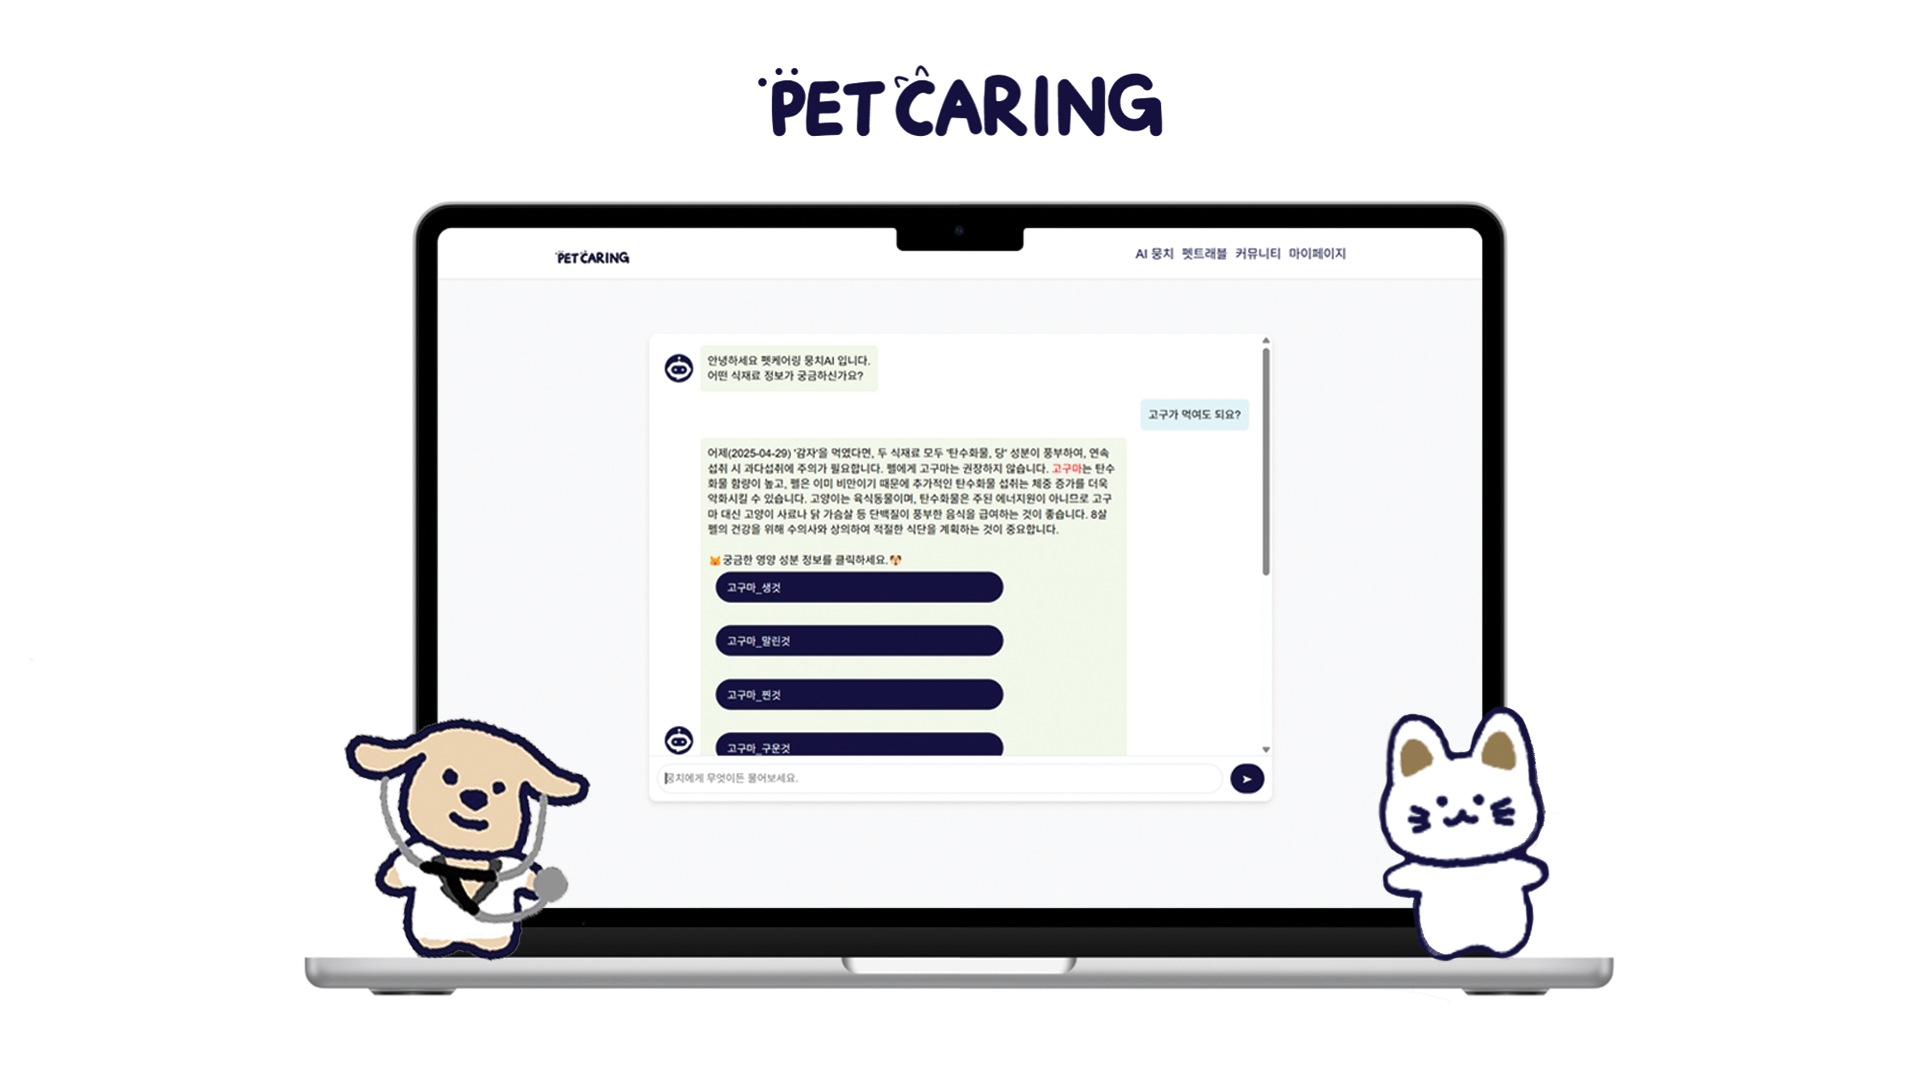 PET CARING
PET CARING
AI 뭉치 펫트래블 커뮤니티 마이페이지
안녕하세요 펫케어링 뭉치AI 입니다.
어떤 식재료 정보가 궁금하신가요?
고구가 먹여도 되요?
어제(2025-04-29) '감자'을 먹였다면, 두 식재료 모두 '탄수화물, 당' 성분이 풍부하여, 연속
섭취 시 과다섭취에 주의가 필요합니다. 펠에게 고구마는 권장하지 않습니다. 고구마는 탄수
화물 함량이 높고, 펠은 이미 비만이기 때문에 추가적인 탄수화물 섭취는 체중 증가를 더욱
악화시킬 수 있습니다. 고양이는 육식동물이며, 탄수화물은 주된 에너지원이 아니므로 고구
마 대신 고양이 사료나 닭 가슴살 등 단백질이 풍부한 음식을 급여하는 것이 좋습니다. 8살
펠의 건강을 위해 수의사와 상의하여 적절한 식단을 계획하는 것이 중요합니다.
🐱궁금한 영양 성분 정보를 클릭하세요.🐶
고구마_생것
고구마_말린것
고구마_찐것
고구마_구운것
뭉치에게 무엇이든 물어보세요.